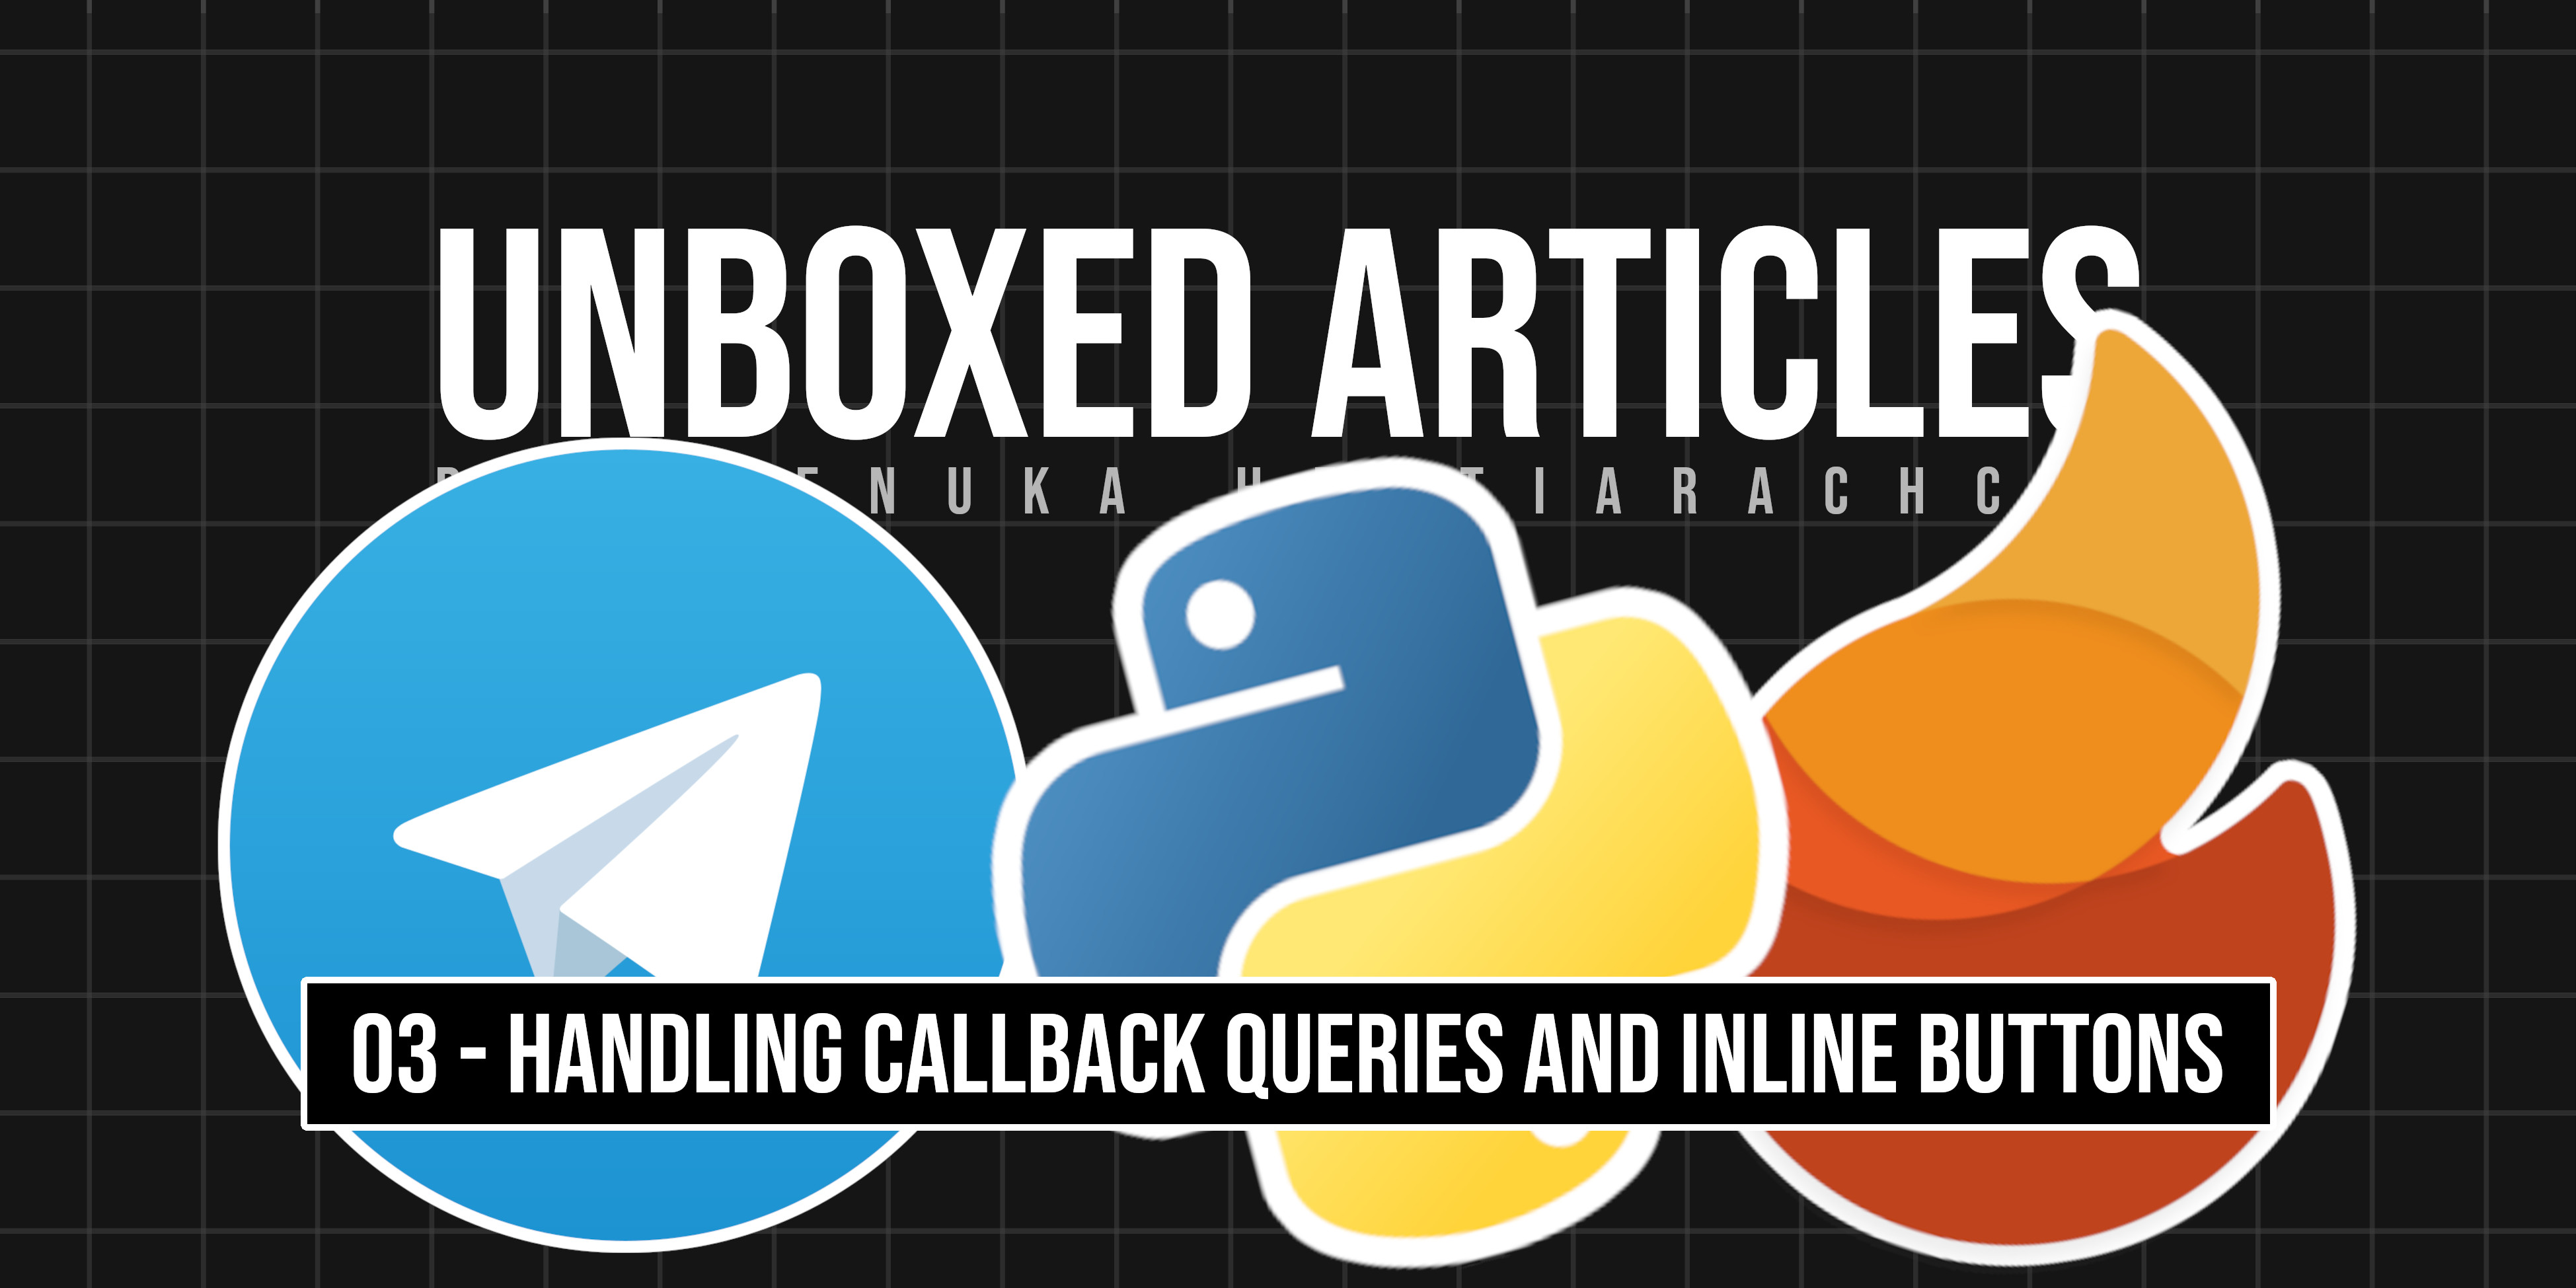 UNBOXED ARTICLES
03 - HANDLING CALLBACK QUERIES AND INLINE BUTTONS